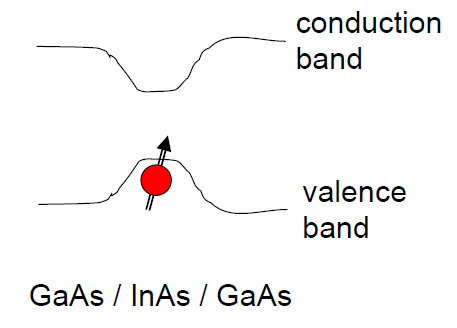 conduction
band
valence
band
GaAs / InAs / GaAs